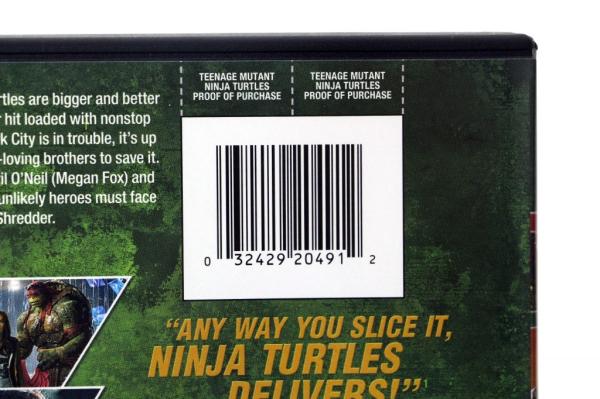 TEENAGE MUTANT
NINJA TURTLES
PROOF OF PURCHASE
TEENAGE MUTANT
NINJA TURTLES
PROOF OF PURCHASE
are bigger and better
hit loaded with nonstop
City is in trouble, it's up
-loving brothers to save it.
O'Neil (Megan Fox) and
unlikely heroes must face
Shredder.
0 32429 20491 2
"ANY WAY YOU SLICE IT,
NINJA TURTLES
DELIVERS!"1